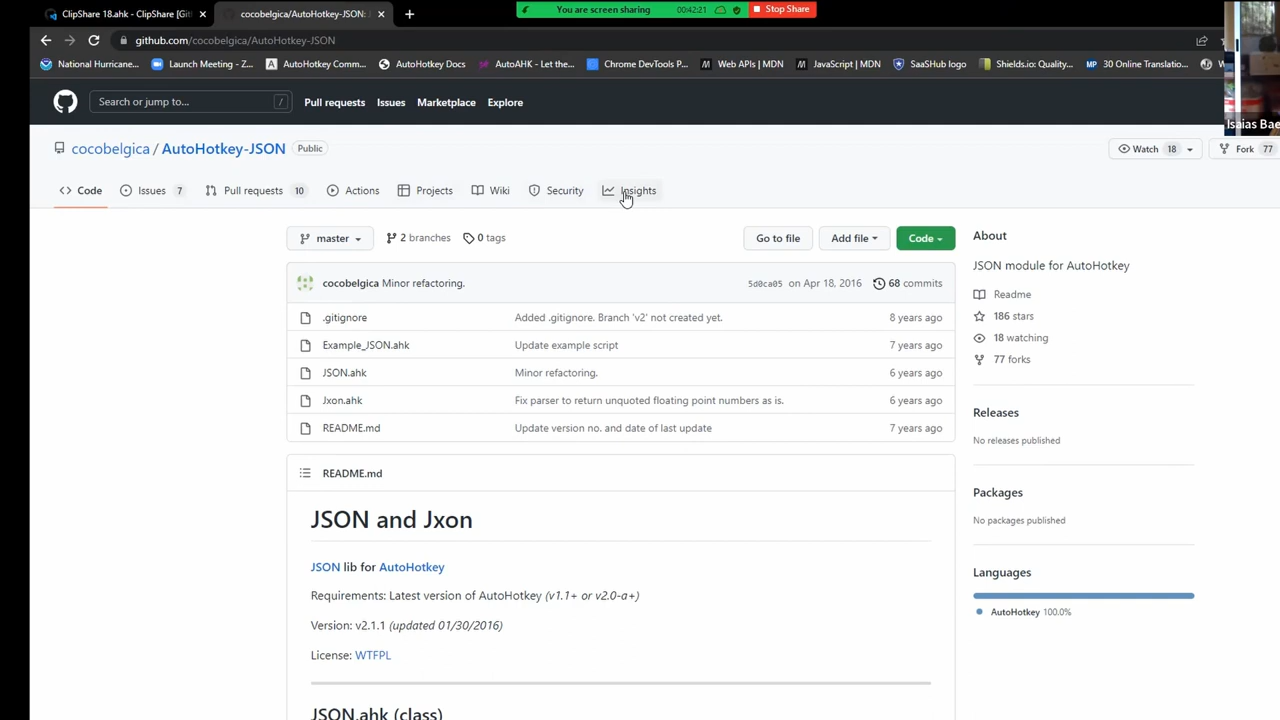 ClipShare 18.ahk - ClipShare [Git
cocobelgica/AutoHotkey-JSON: J
You are screen sharing
00:42:21
Stop Share
github.com/cocobelgica/AutoHotkey-JSON
National Hurricane...
Launch Meeting - Z...
AutoHotkey Comm...
AutoHotkey Docs
AutoAHK - Let the...
Chrome DevTools P...
Web APIs | MDN
JavaScript | MDN
SaaSHub logo
Shields.io: Quality...
30 Online Translatio...
Isaias Bae
Search or jump to...
/
Pull requests
Issues
Marketplace
Explore
cocobelgica / AutoHotkey-JSON
Public
Watch 18
Fork 77
Code
Issues 7
Pull requests 10
Actions
Projects
Wiki
Security
Insights
master
2 branches
0 tags
Go to file
Add file
Code
cocobelgica Minor refactoring.
5d0ca05 on Apr 18, 2016
68 commits
.gitignore Added .gitignore. Branch 'v2' not created yet. 8 years ago
Example_JSON.ahk Update example script 7 years ago
JSON.ahk Minor refactoring. 6 years ago
Jxon.ahk Fix parser to return unquoted floating point numbers as is. 6 years ago
README.md Update version no. and date of last update 7 years ago
README.md
JSON and Jxon
JSON lib for AutoHotkey
Requirements: Latest version of AutoHotkey (v1.1+ or v2.0-a+)
Version: v2.1.1 (updated 01/30/2016)
License: WTFPL
JSON.ahk (class)
About
JSON module for AutoHotkey
Readme
186 stars
18 watching
77 forks
Releases
No releases published
Packages
No packages published
Languages
AutoHotkey 100.0%